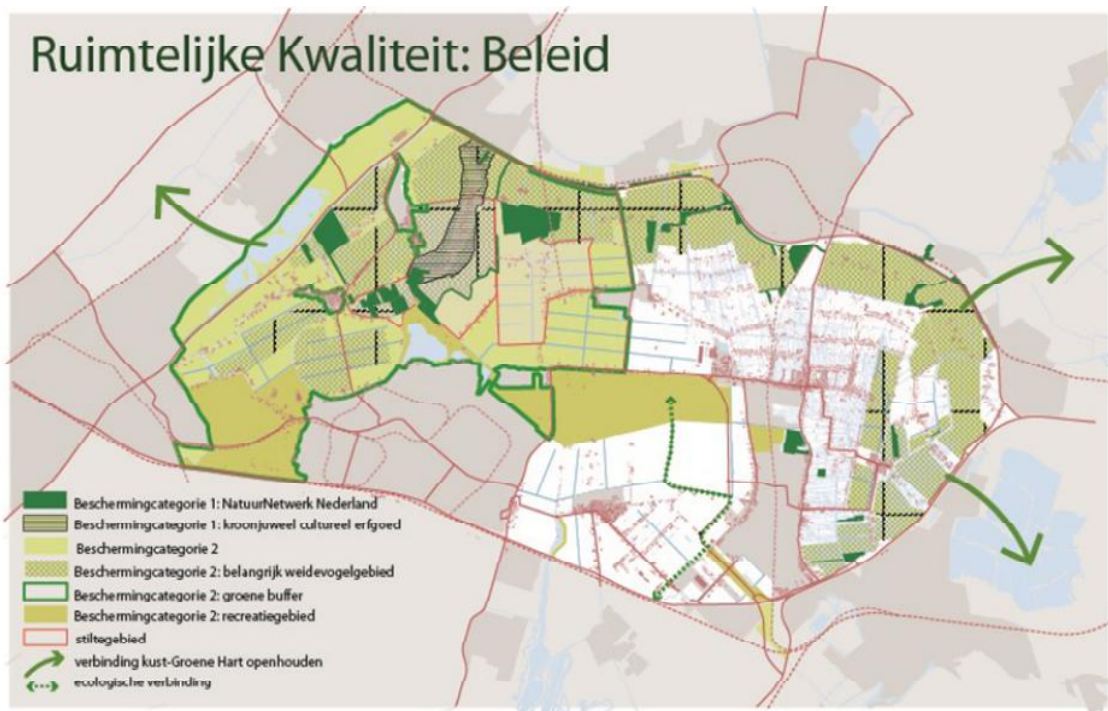 Ruimtelijke Kwaliteit: Beleid
Beschermingcategorie 1: NatuurNetwerk Nederland
Beschermingcategorie 1: kroonjuweel cultureel erfgoed
Beschermingcategorie 2
Beschermingcategorie 2: belangrijk weidevogelgebied
Beschermingcategorie 2: groene buffer
Beschermingcategorie 2: recreatiegebied
stiltegebied
verbinding kust-Groene Hart openhouden
ecologische verbinding